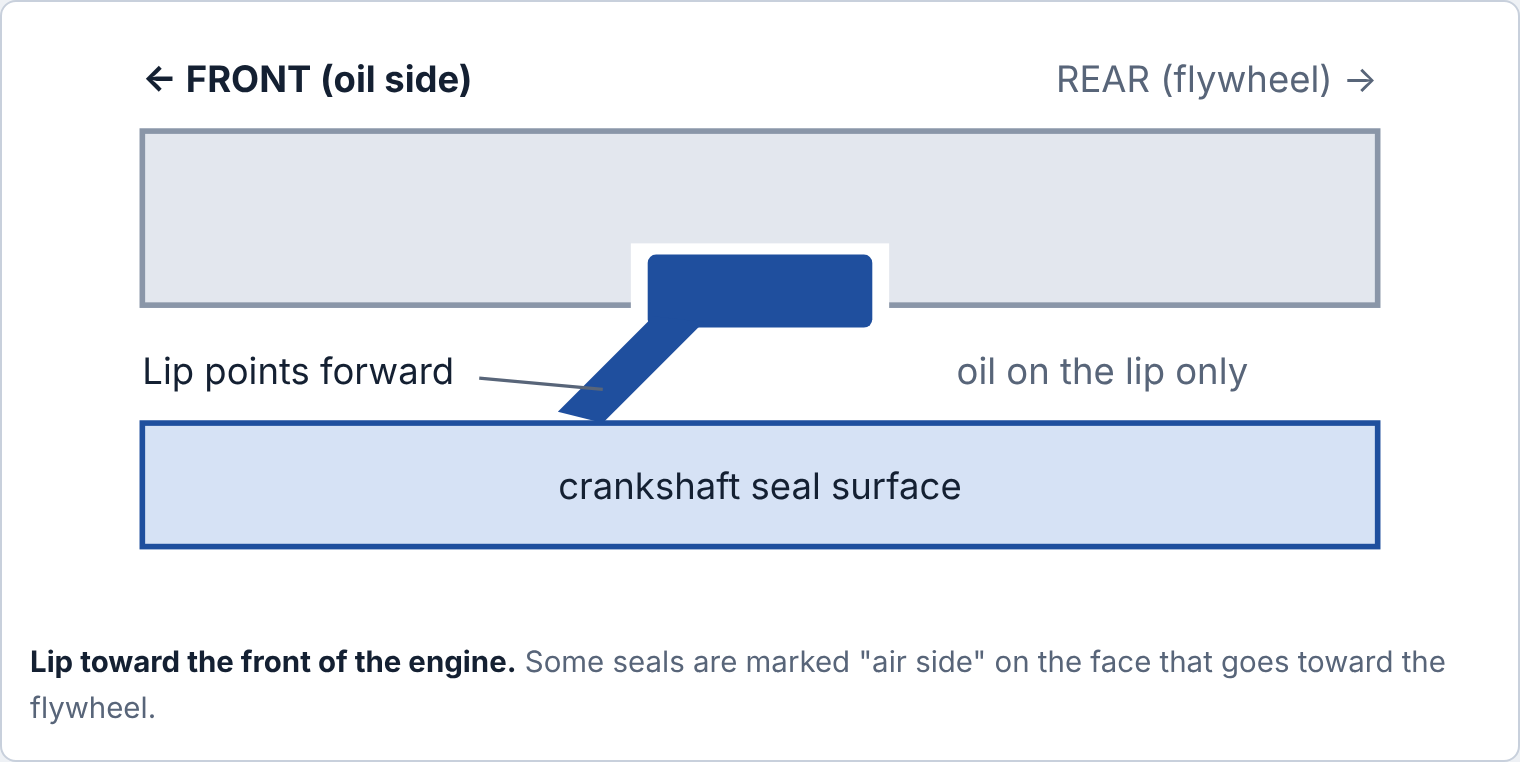 ← FRONT (oil side)
REAR (flywheel) →
Lip points forward
oil on the lip only
crankshaft seal surface
Lip toward the front of the engine. Some seals are marked "air side" on the face that goes toward the
flywheel.